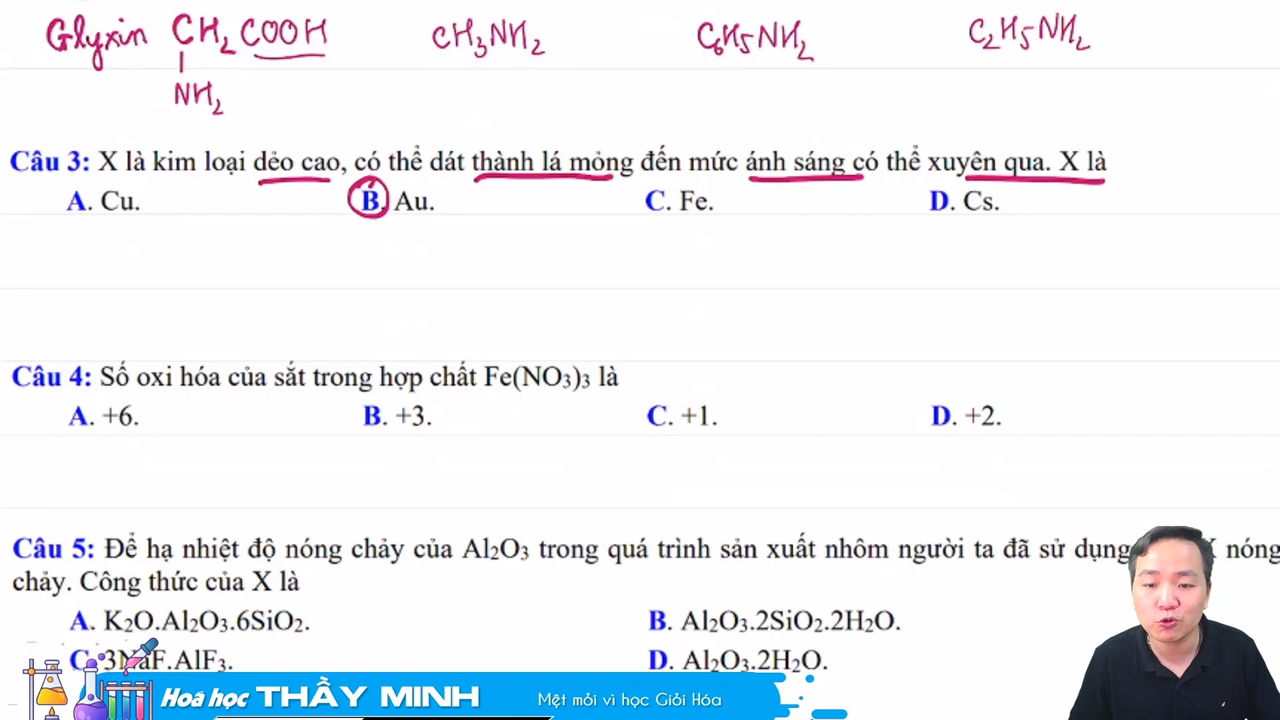 Glyxin CH2COOH CH3NH2 C6H5NH2 C2H5NH2
NH2
Câu 3: X là kim loại dẻo cao, có thể dát thành lá mỏng đến mức ánh sáng có thể xuyên qua. X là
A. Cu. B. Au. C. Fe. D. Cs.
Câu 4: Số oxi hóa của sắt trong hợp chất Fe(NO3)3 là
A. +6. B. +3. C. +1. D. +2.
Câu 5: Để hạ nhiệt độ nóng chảy của Al2O3 trong quá trình sản xuất nhôm người ta đã sử dụng X nóng
chảy. Công thức của X là
A. K2O.Al2O3.6SiO2. B. Al2O3.2SiO2.2H2O.
C. 3NaF.AlF3. D. Al2O3.2H2O.
Hoá học THẦY MINH Mệt mỏi vì học Giỏi Hóa